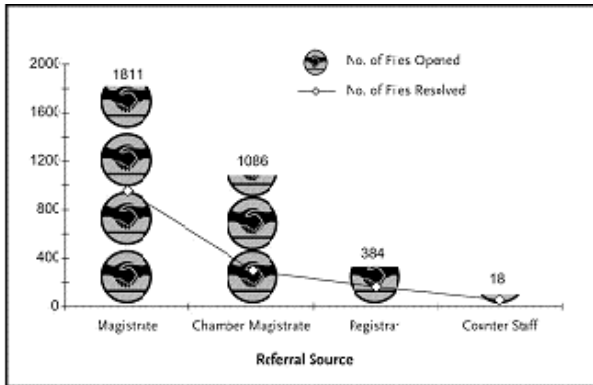 No. of Files Opened
No. of Files Resolved
2000
1600
1200
800
400
0
1811
1086
384
18
Magistrate
Chamber Magistrate
Registrar
Counter Staff
Referral Source